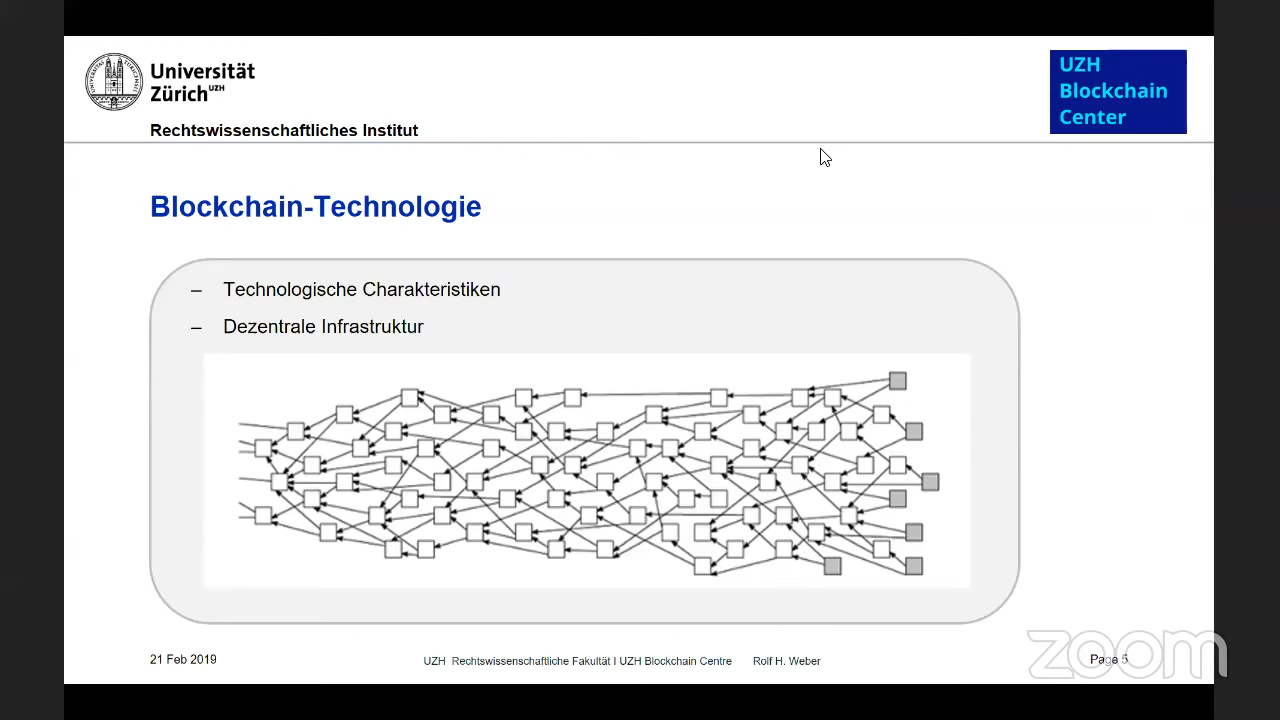 Universität
Zürich UZH
Rechtswissenschaftliches Institut
UZH
Blockchain
Center
Blockchain-Technologie
– Technologische Charakteristiken
– Dezentrale Infrastruktur
21 Feb 2019
UZH Rechtswissenschaftliche Fakultät I UZH Blockchain Centre Rolf H. Weber
Page 5
zoom